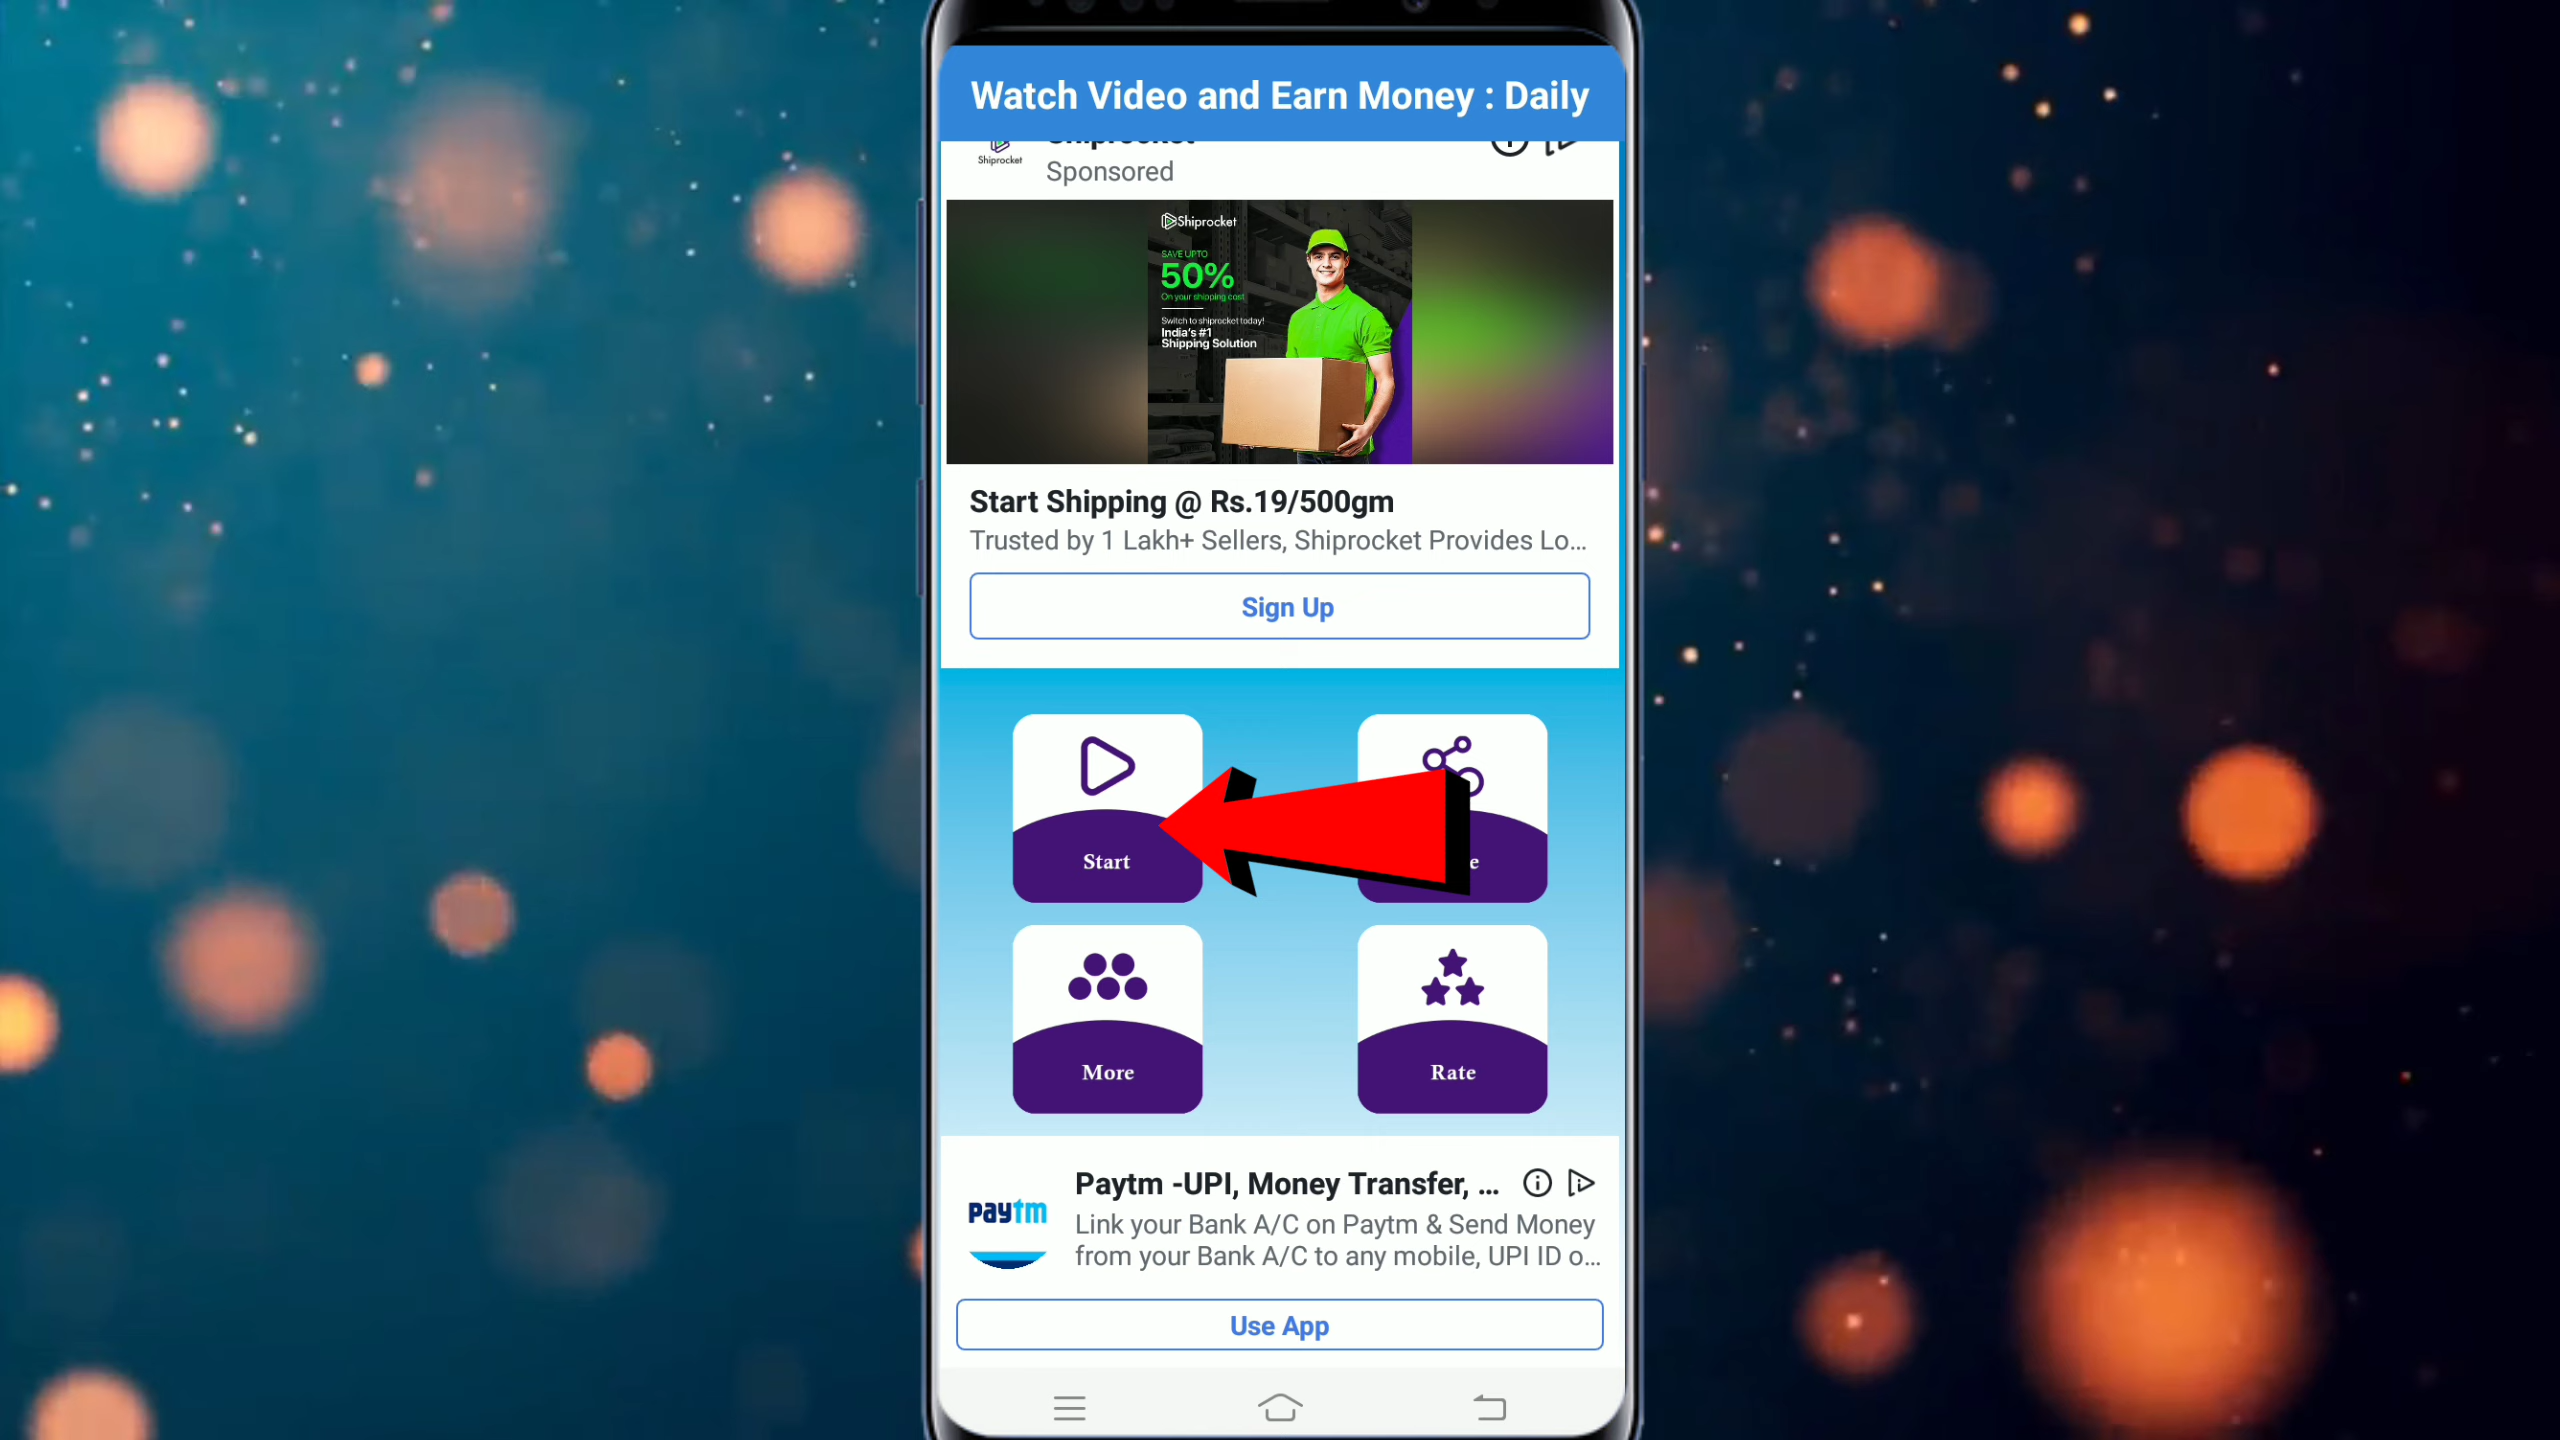 Watch Video and Earn Money : Daily
Shiprocket
Shiprocket
Sponsored
Shiprocket
SAVE UPTO
50%
On your shipping cost
Switch to shiprocket today!
India's #1
Shipping Solution
Start Shipping @ Rs.19/500gm
Trusted by 1 Lakh+ Sellers, Shiprocket Provides Lo...
Sign Up
Start
e
More
Rate
Paytm -UPI, Money Transfer, ...
paytm
Link your Bank A/C on Paytm & Send Money
from your Bank A/C to any mobile, UPI ID o...
Use App